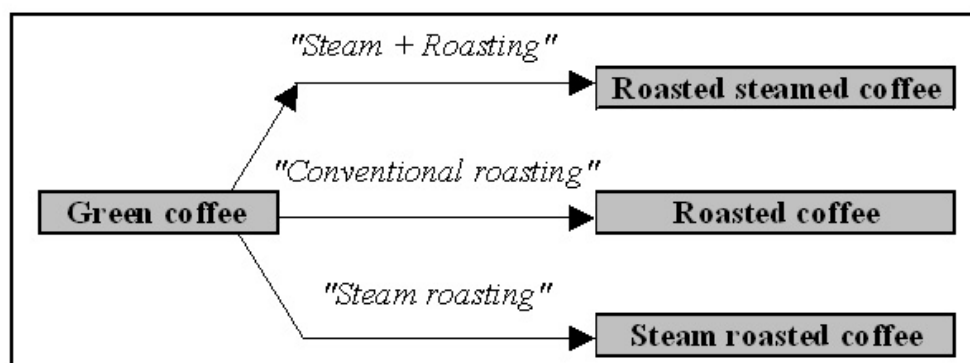 "Steam + Roasting"
Roasted steamed coffee
"Conventional roasting"
Green coffee
Roasted coffee
"Steam roasting"
Steam roasted coffee